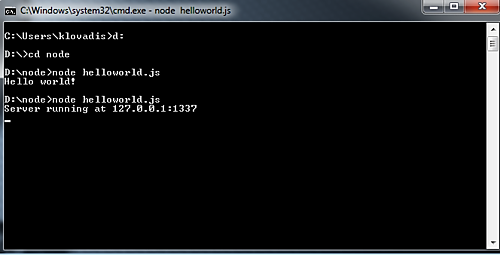 C:\Windows\system32\cmd.exe - node  helloworld.js
C:\Users\klovadis>d:
D:\>cd node
D:\node>node helloworld.js
Hello world!
D:\node>node helloworld.js
Server running at 127.0.0.1:1337